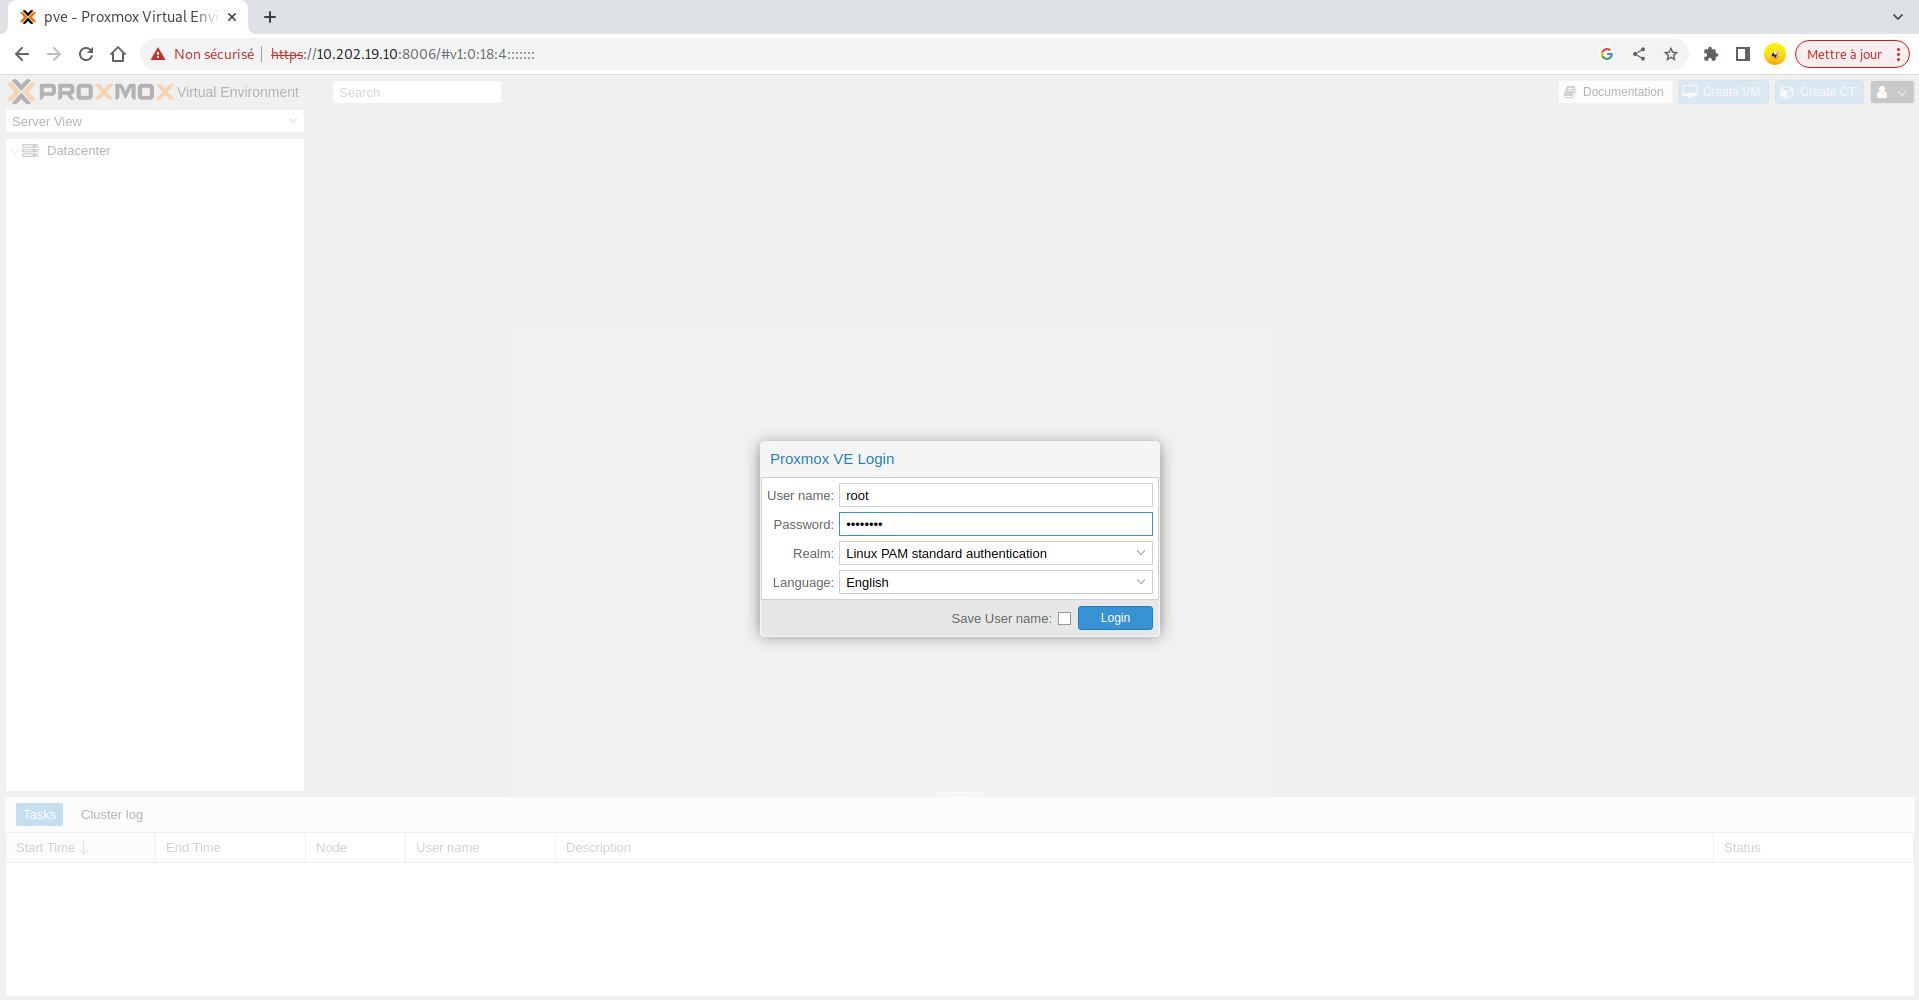 pve - Proxmox Virtual Envi
Non sécurisé https://10.202.19.10:8006/#v1:0:18:4::::::: Mettre à jour
PROXMOX Virtual Environment Search Documentation Create VM Create CT
Server View
Datacenter
Proxmox VE Login
User name: root
Password: ••••••••
Realm: Linux PAM standard authentication
Language: English
Save User name: Login
Tasks Cluster log
Start Time End Time Node User name Description Status